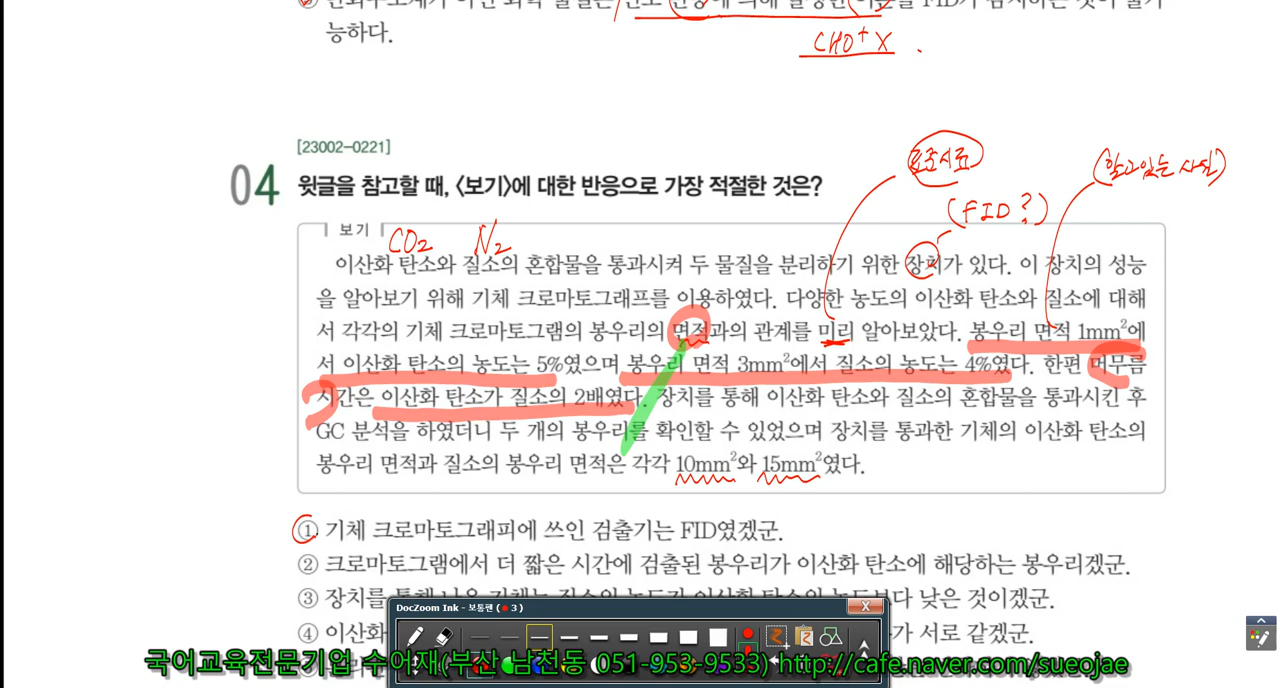 능하다.
CHO⁺ X
[23002-0221]
04 윗글을 참고할 때, 〈보기〉에 대한 반응으로 가장 적절한 것은?
표준시료
(알고있는 사실)
(FID?)
보기
CO₂ N₂
이산화 탄소와 질소의 혼합물을 통과시켜 두 물질을 분리하기 위한 장치가 있다. 이 장치의 성능
을 알아보기 위해 기체 크로마토그래프를 이용하였다. 다양한 농도의 이산화 탄소와 질소에 대해
서 각각의 기체 크로마토그램의 봉우리의 면적과의 관계를 미리 알아보았다. 봉우리 면적 1mm²에
서 이산화 탄소의 농도는 5%였으며 봉우리 면적 3mm²에서 질소의 농도는 4%였다. 한편 머무름
시간은 이산화 탄소가 질소의 2배였다. 장치를 통해 이산화 탄소와 질소의 혼합물을 통과시킨 후
GC 분석을 하였더니 두 개의 봉우리를 확인할 수 있었으며 장치를 통과한 기체의 이산화 탄소의
봉우리 면적과 질소의 봉우리 면적은 각각 10mm²와 15mm²였다.
① 기체 크로마토그래피에 쓰인 검출기는 FID였겠군.
② 크로마토그램에서 더 짧은 시간에 검출된 봉우리가 이산화 탄소에 해당하는 봉우리겠군.
③ 장치를 통해 나온 기체는 질소의 농도가 이산화 탄소의 농도보다 낮은 것이겠군.
DocZoom Ink - 보통펜 ( 3 )
④ 이산화 가 서로 같겠군.
국어교육전문기업 수어재(부산 남천동 051-953-9533) http://cafe.naver.com/sueojae